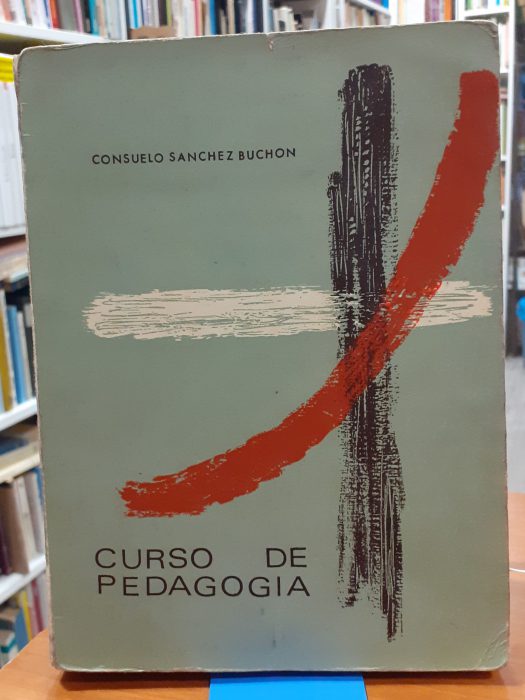 CONSUELO SANCHEZ BUCHON
CURSO DE
PEDAGOGIA